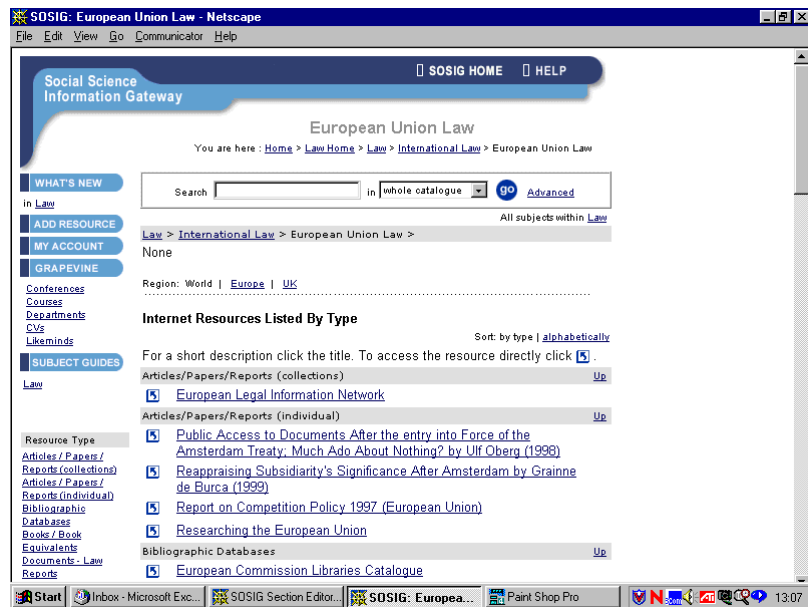 SOSIG: European Union Law - Netscape
File Edit View Go Communicator Help
Social Science
Information Gateway
SOSIG HOME HELP
European Union Law
You are here : Home > Law Home > Law > International Law > European Union Law
WHAT'S NEW
in Law
ADD RESOURCE
MY ACCOUNT
GRAPEVINE
Conferences
Courses
Departments
CVs
Likeminds
SUBJECT GUIDES
Law
Resource Type
Articles / Papers /
Reports (collections)
Articles / Papers /
Reports (individual)
Bibliographic
Databases
Books / Book
Equivalents
Documents - Law
Reports
Search in whole catalogue go Advanced
All subjects within Law
Law > International Law > European Union Law >
None
Region: World | Europe | UK
Internet Resources Listed By Type
Sort: by type | alphabetically
For a short description click the title. To access the resource directly click .
Articles/Papers/Reports (collections) Up
European Legal Information Network
Articles/Papers/Reports (individual) Up
Public Access to Documents After the entry into Force of the
Amsterdam Treaty; Much Ado About Nothing? by Ulf Oberg (1998)
Reappraising Subsidiarity's Significance After Amsterdam by Grainne
de Burca (1999)
Report on Competition Policy 1997 (European Union)
Researching the European Union
Bibliographic Databases Up
European Commission Libraries Catalogue
Start Inbox - Microsoft Exc... SOSIG Section Editor... SOSIG: Europea... Paint Shop Pro 13:07